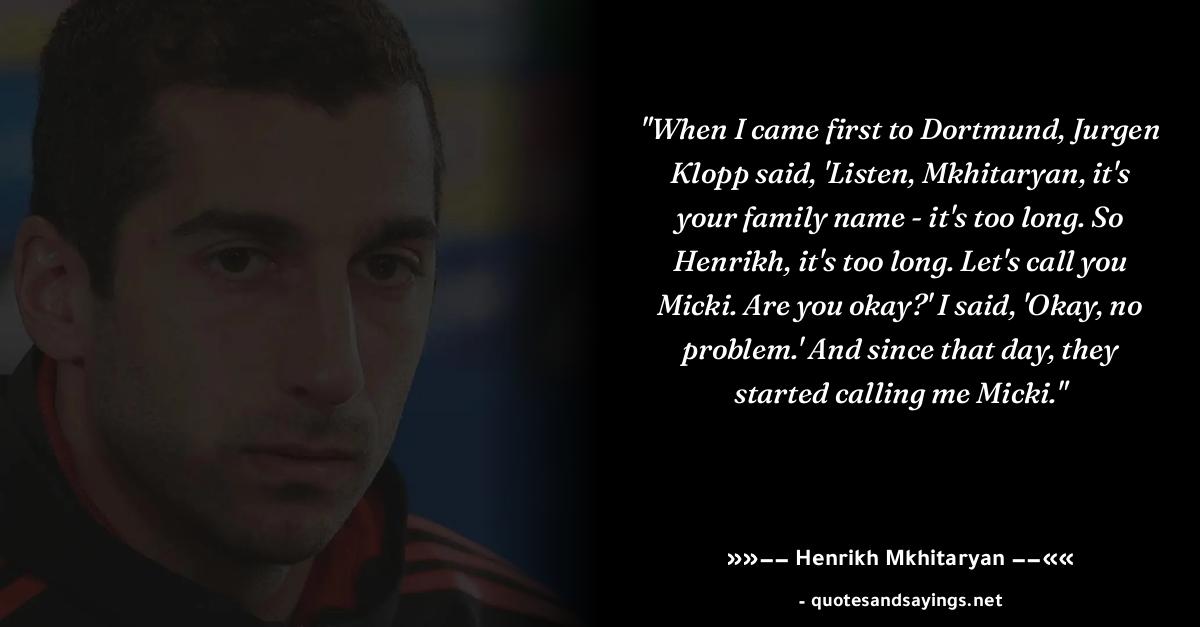 "When I came first to Dortmund, Jurgen
Klopp said, 'Listen, Mkhitaryan, it's
your family name - it's too long. So
Henrikh, it's too long. Let's call you
Micki. Are you okay?' I said, 'Okay, no
problem.' And since that day, they
started calling me Micki."
»»−− Henrikh Mkhitaryan −−««
- quotesandsayings.net